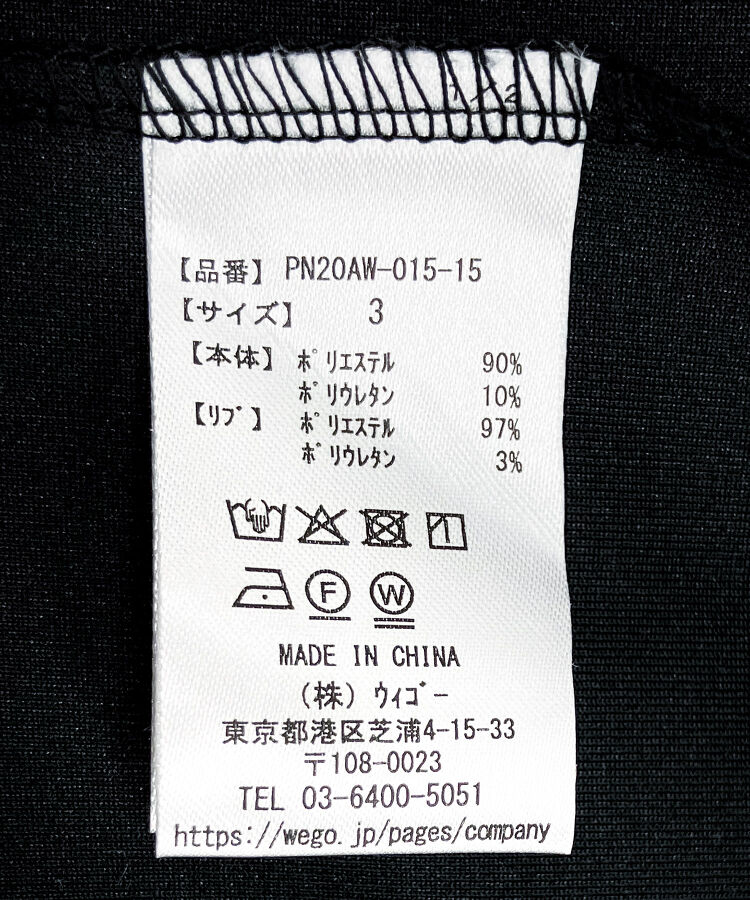 1/2
【品番】 PN20AW-015-15
【サイズ】 3
【本体】 ﾎﾟﾘｴｽﾃﾙ 90%
ﾎﾟﾘｳﾚﾀﾝ 10%
【ﾘﾌﾞ】 ﾎﾟﾘｴｽﾃﾙ 97%
ﾎﾟﾘｳﾚﾀﾝ 3%
F W
MADE IN CHINA
(株) ｳｨｺﾞｰ
東京都港区芝浦4-15-33
〒108-0023
TEL 03-6400-5051
https://wego.jp/pages/company